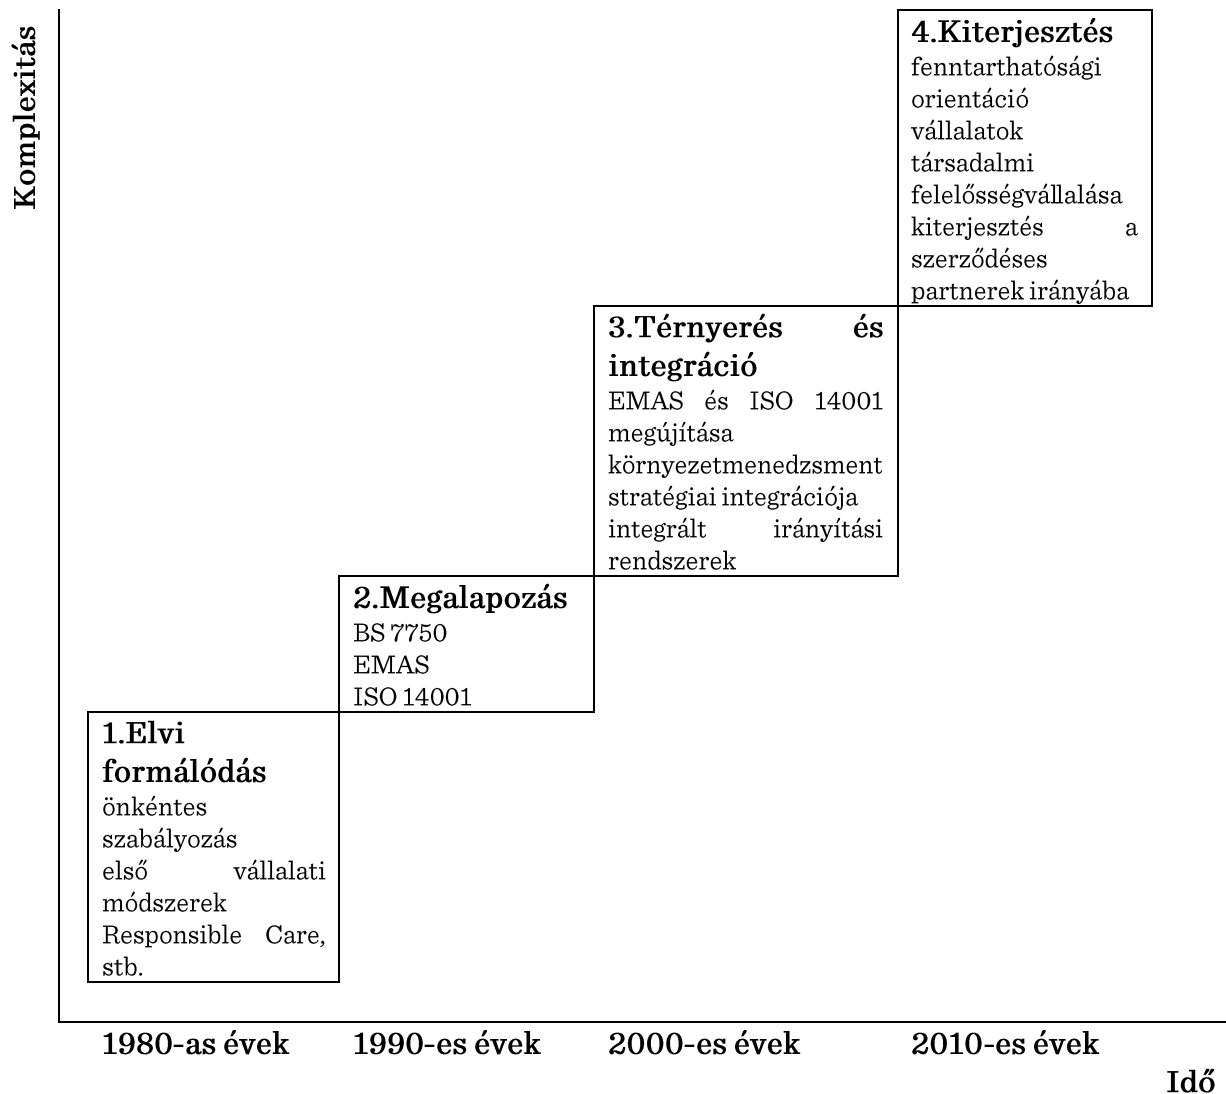 Komplexitás
4.Kiterjesztés
fenntarthatósági
orientáció
vállalatok
társadalmi
felelősségvállalása
kiterjesztés a
szerződéses
partnerek irányába
3.Térnyerés és
integráció
EMAS és ISO 14001
megújítása
környezetmenedzsment
stratégiai integrációja
integrált irányítási
rendszerek
2.Megalapozás
BS 7750
EMAS
ISO 14001
1.Elvi
formálódás
önkéntes
szabályozás
első vállalati
módszerek
Responsible Care,
stb.
1980-as évek 1990-es évek 2000-es évek 2010-es évek
Idő